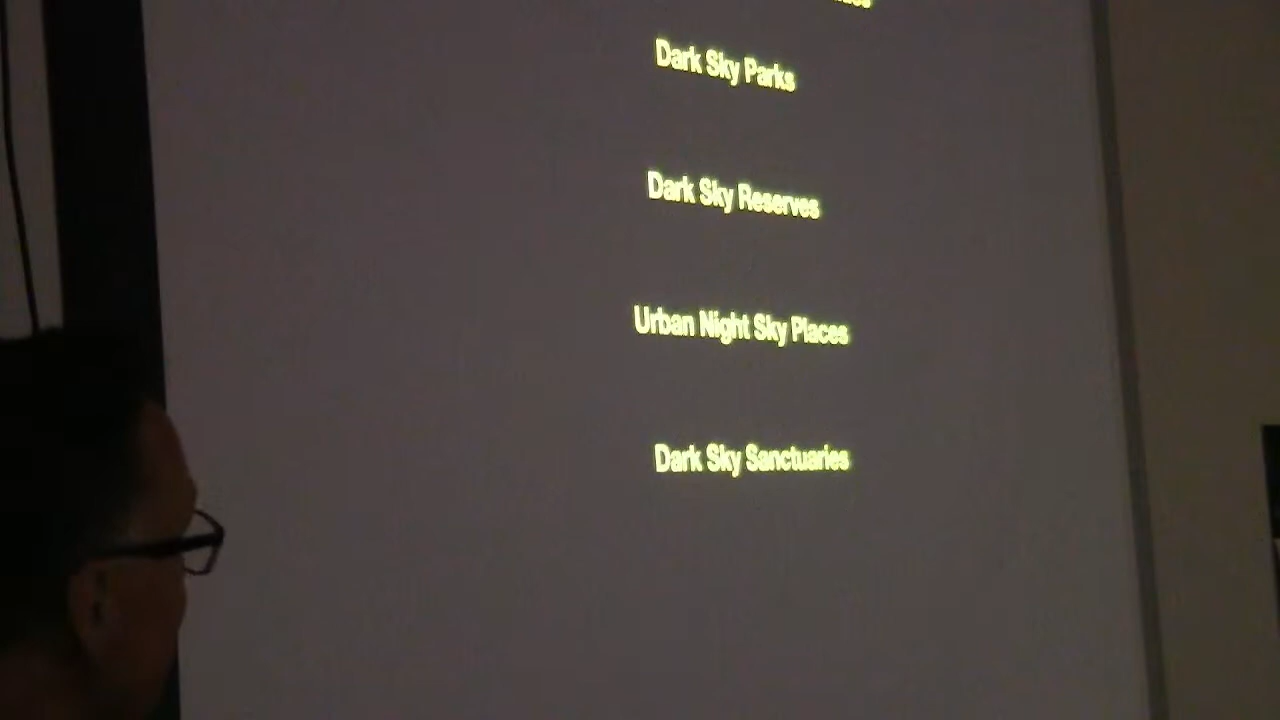 Dark Sky Parks
Dark Sky Reserves
Urban Night Sky Places
Dark Sky Sanctuaries